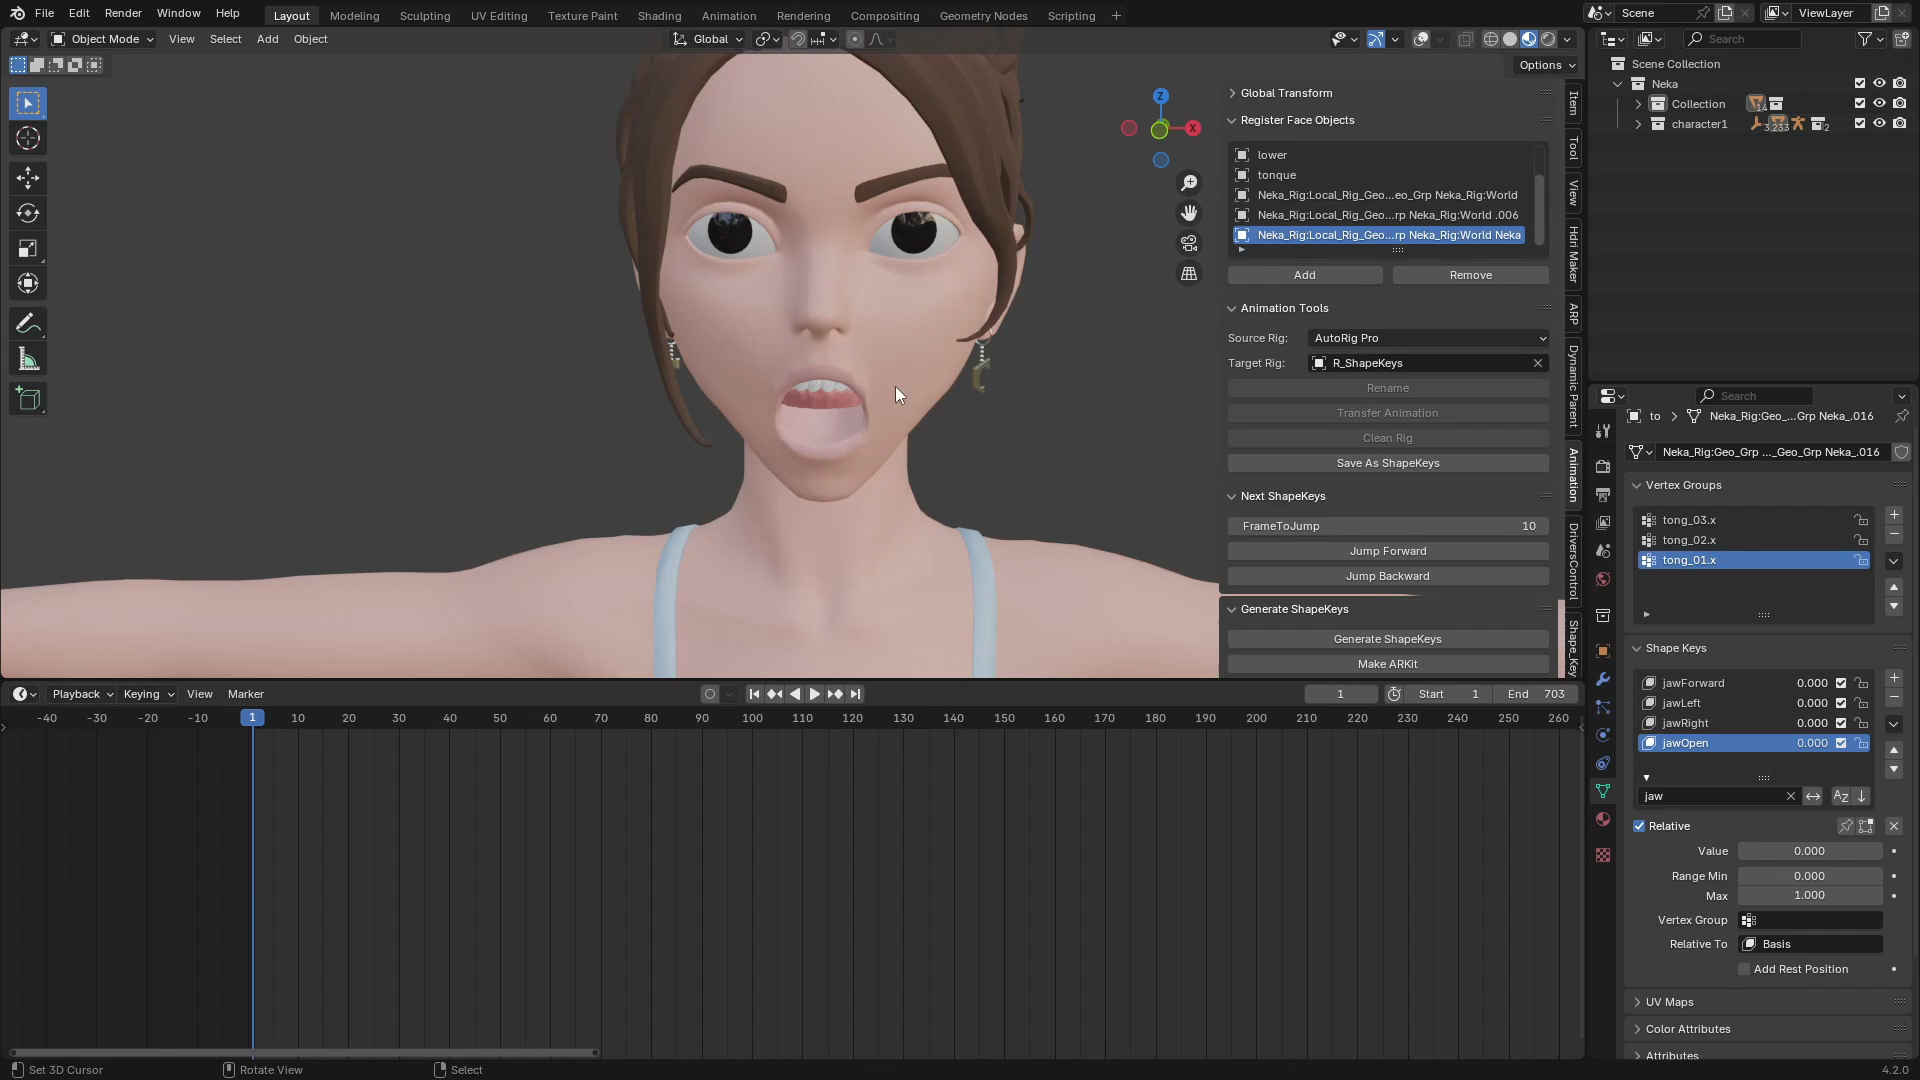 File Edit Render Window Help Layout Modeling Sculpting UV Editing Texture Paint Shading Animation Rendering Compositing Geometry Nodes Scripting Scene ViewLayer
Object Mode View Select Add Object Global Search
Options
Scene Collection
Neka
Collection 14
character1 3 233 2
Z
X
Item
Tool
View
Hdri Maker
ARP
Dynamic Parent
Animation
DriversControl
Shape_Key
Global Transform
Register Face Objects
lower
tonque
Neka_Rig:Local_Rig_Geo...eo_Grp Neka_Rig:World
Neka_Rig:Local_Rig_Geo...rp Neka_Rig:World .006
Neka_Rig:Local_Rig_Geo...rp Neka_Rig:World Neka
Add Remove
Animation Tools
Source Rig: AutoRig Pro
Target Rig: R_ShapeKeys
Rename
Transfer Animation
Clean Rig
Save As ShapeKeys
Next ShapeKeys
FrameToJump 10
Jump Forward
Jump Backward
Generate ShapeKeys
Generate ShapeKeys
Make ARKit
Search
to Neka_Rig:Geo_...Grp Neka_.016
Neka_Rig:Geo_Grp ..._Geo_Grp Neka_.016
Vertex Groups
tong_03.x
tong_02.x
tong_01.x
Shape Keys
jawForward 0.000
jawLeft 0.000
jawRight 0.000
jawOpen 0.000
jaw
Relative
Value 0.000
Range Min 0.000
Max 1.000
Vertex Group
Relative To Basis
Add Rest Position
UV Maps
Color Attributes
Attributes
Playback Keying View Marker 1 Start 1 End 703
-40 -30 -20 -10 1 10 20 30 40 50 60 70 80 90 100 110 120 130 140 150 160 170 180 190 200 210 220 230 240 250 260
Set 3D Cursor Rotate View Select 4.2.0